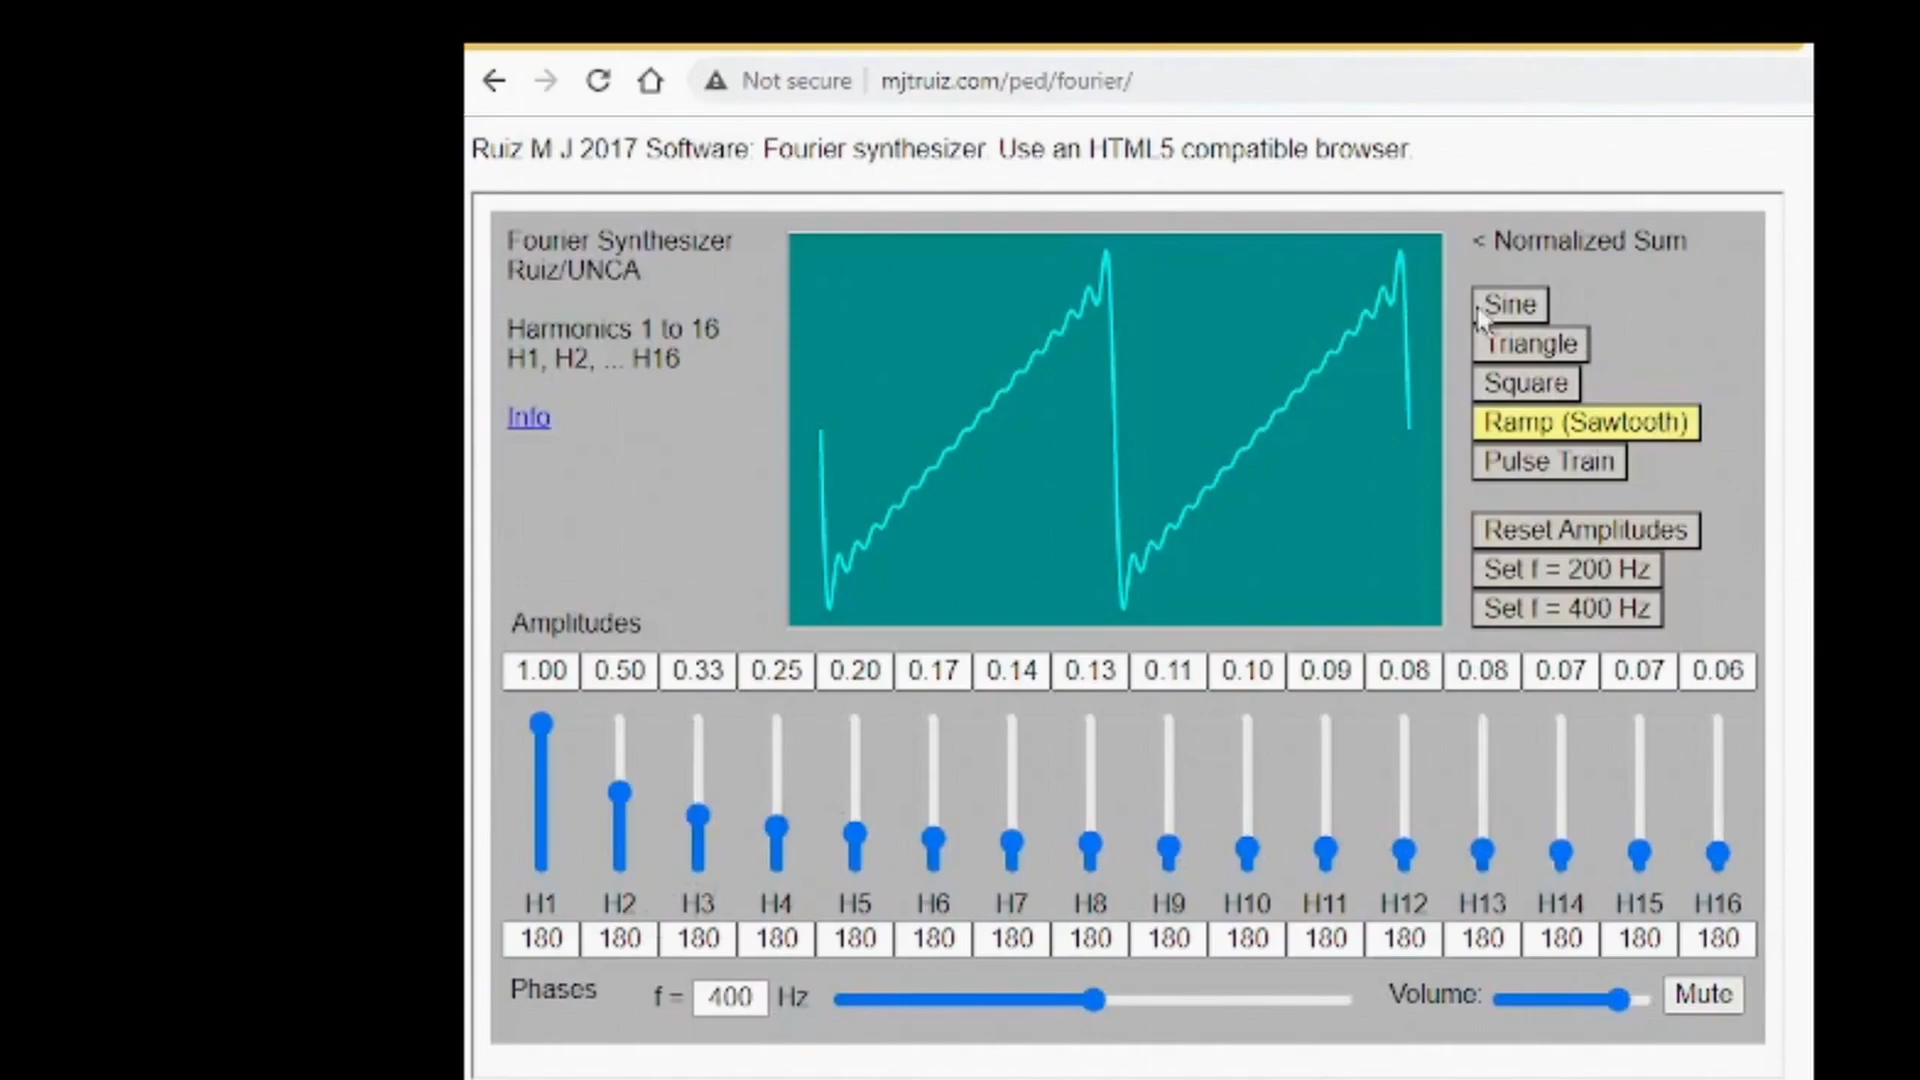 Not secure mjtruiz.com/ped/fourier/
Ruiz M J 2017 Software: Fourier synthesizer. Use an HTML5 compatible browser.
Fourier Synthesizer
Ruiz/UNCA
Harmonics 1 to 16
H1, H2, ... H16
Info
< Normalized Sum
Sine
Triangle
Square
Ramp (Sawtooth)
Pulse Train
Reset Amplitudes
Set f = 200 Hz
Set f = 400 Hz
Amplitudes
1.00 0.50 0.33 0.25 0.20 0.17 0.14 0.13 0.11 0.10 0.09 0.08 0.08 0.07 0.07 0.06
H1 H2 H3 H4 H5 H6 H7 H8 H9 H10 H11 H12 H13 H14 H15 H16
180 180 180 180 180 180 180 180 180 180 180 180 180 180 180 180
Phases f = 400 Hz Volume: Mute